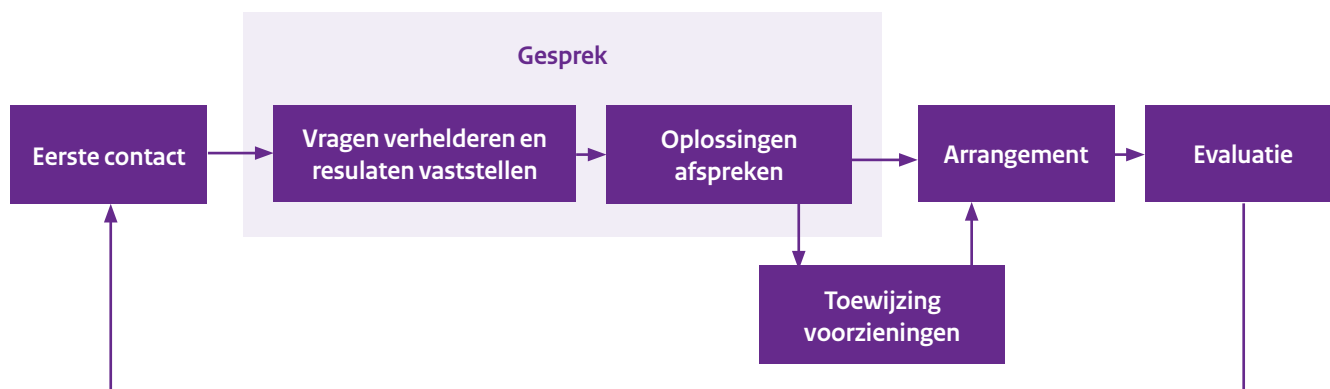 Gesprek
Eerste contact
Vragen verhelderen en
resulaten vaststellen
Oplossingen
afspreken
Arrangement
Evaluatie
Toewijzing
voorzieningen